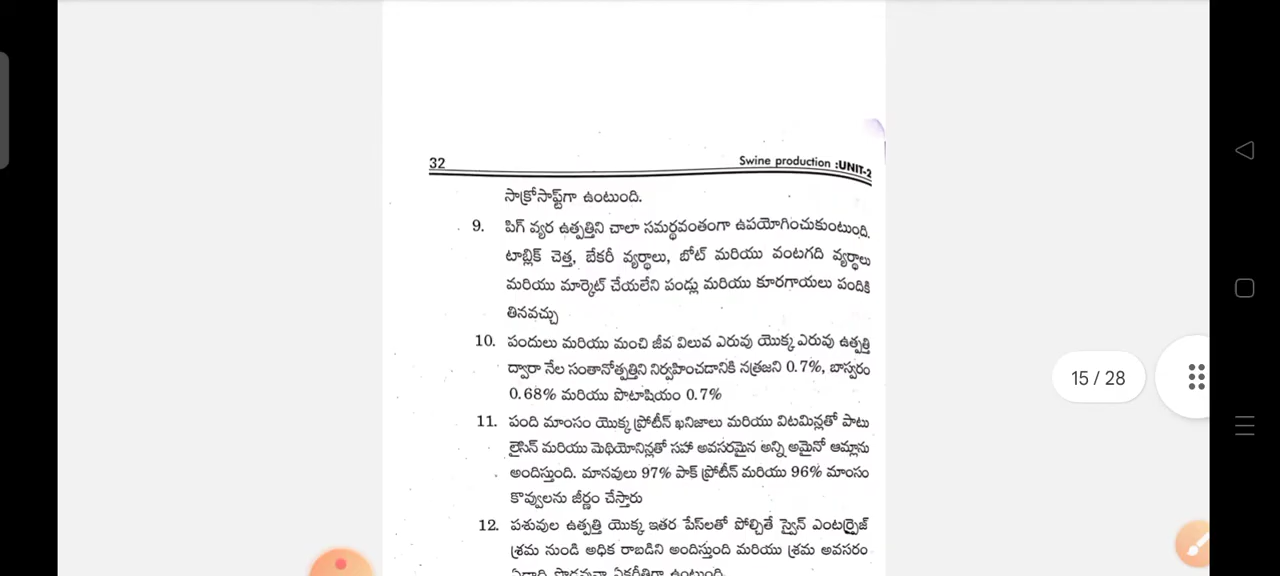 32
Swine production :UNIT-2
సాక్రోసాఫ్ట్‌గా ఉంటుంది.
9. పిగ్ వ్యర ఉత్పత్తిని చాలా సమర్థవంతంగా ఉపయోగించుకుంటుంది.
టాబ్లిక్ చెత్త, బేకరీ వ్యర్థాలు, బోట్ మరియు వంటగది వ్యర్థాలు
మరియు మార్కెట్ చేయలేని పండ్లు మరియు కూరగాయలు పందికి
తినవచ్చు
10. పందులు మరియు మంచి జీవ విలువ ఎరువు యొక్క ఎరువు ఉత్పత్తి
ద్వారా నేల సంతానోత్పత్తిని నిర్వహించడానికి నత్రజని 0.7%, బాస్వరం
0.68% మరియు పొటాషియం 0.7%
15 / 28
11. పంది మాంసం యొక్క ప్రోటీన్ ఖనిజాలు మరియు విటమిన్లతో పాటు
లైసిన్ మరియు మెథియోనిన్లతో సహా అవసరమైన అన్ని అమైనో ఆమ్లాను
అందిస్తుంది. మానవులు 97% పాక్ ప్రోటీన్ మరియు 96% మాంసం
కొవ్వులను జీర్ణం చేస్తారు
12. పశువుల ఉత్పత్తి యొక్క ఇతర పేస్‌లతో పోల్చితే స్వైన్ ఎంటర్ప్రైజ్
శ్రమ నుండి అధిక రాబడిని అందిస్తుంది మరియు శ్రమ అవసరం